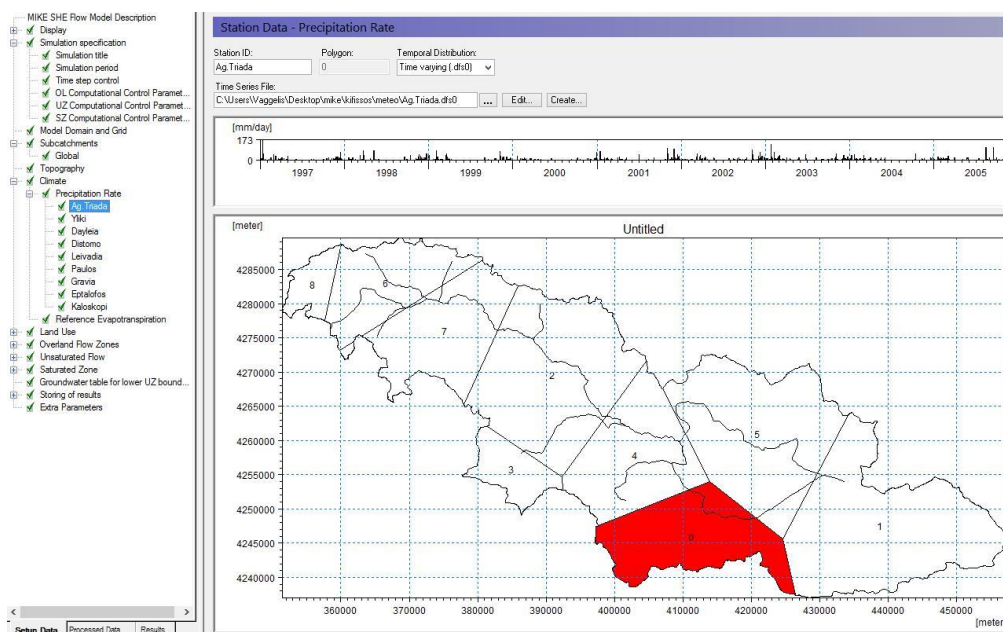 MIKE SHE Flow Model Description
Display
Simulation specification
Simulation title
Simulation period
Time step control
OL Computational Control Paramet...
UZ Computational Control Paramet...
SZ Computational Control Paramet...
Model Domain and Grid
Subcatchments
Global
Topography
Climate
Precipitation Rate
Ag.Triada
Yliki
Dayleia
Distomo
Leivadia
Paulos
Gravia
Eptalofos
Kaloskopi
Reference Evapotranspiration
Land Use
Overland Flow Zones
Unsaturated Flow
Saturated Zone
Groundwater table for lower UZ bound...
Storing of results
Extra Parameters
Setup Data Processed Data Results
Station Data - Precipitation Rate
Station ID: Polygon: Temporal Distribution:
Ag.Triada 0 Time varying (.dfs0)
Time Series File:
C:\Users\Vaggelis\Desktop\mike\kifissos\meteo\Ag.Triada.dfs0 ... Edit... Create...
[mm/day]
173
0
1997 1998 1999 2000 2001 2002 2003 2004 2005
[meter] Untitled
4285000
4280000
4275000
4270000
4265000
4260000
4255000
4250000
4245000
4240000
8
6
7
2
5
4
3
1
0
360000 370000 380000 390000 400000 410000 420000 430000 440000 450000
[meter